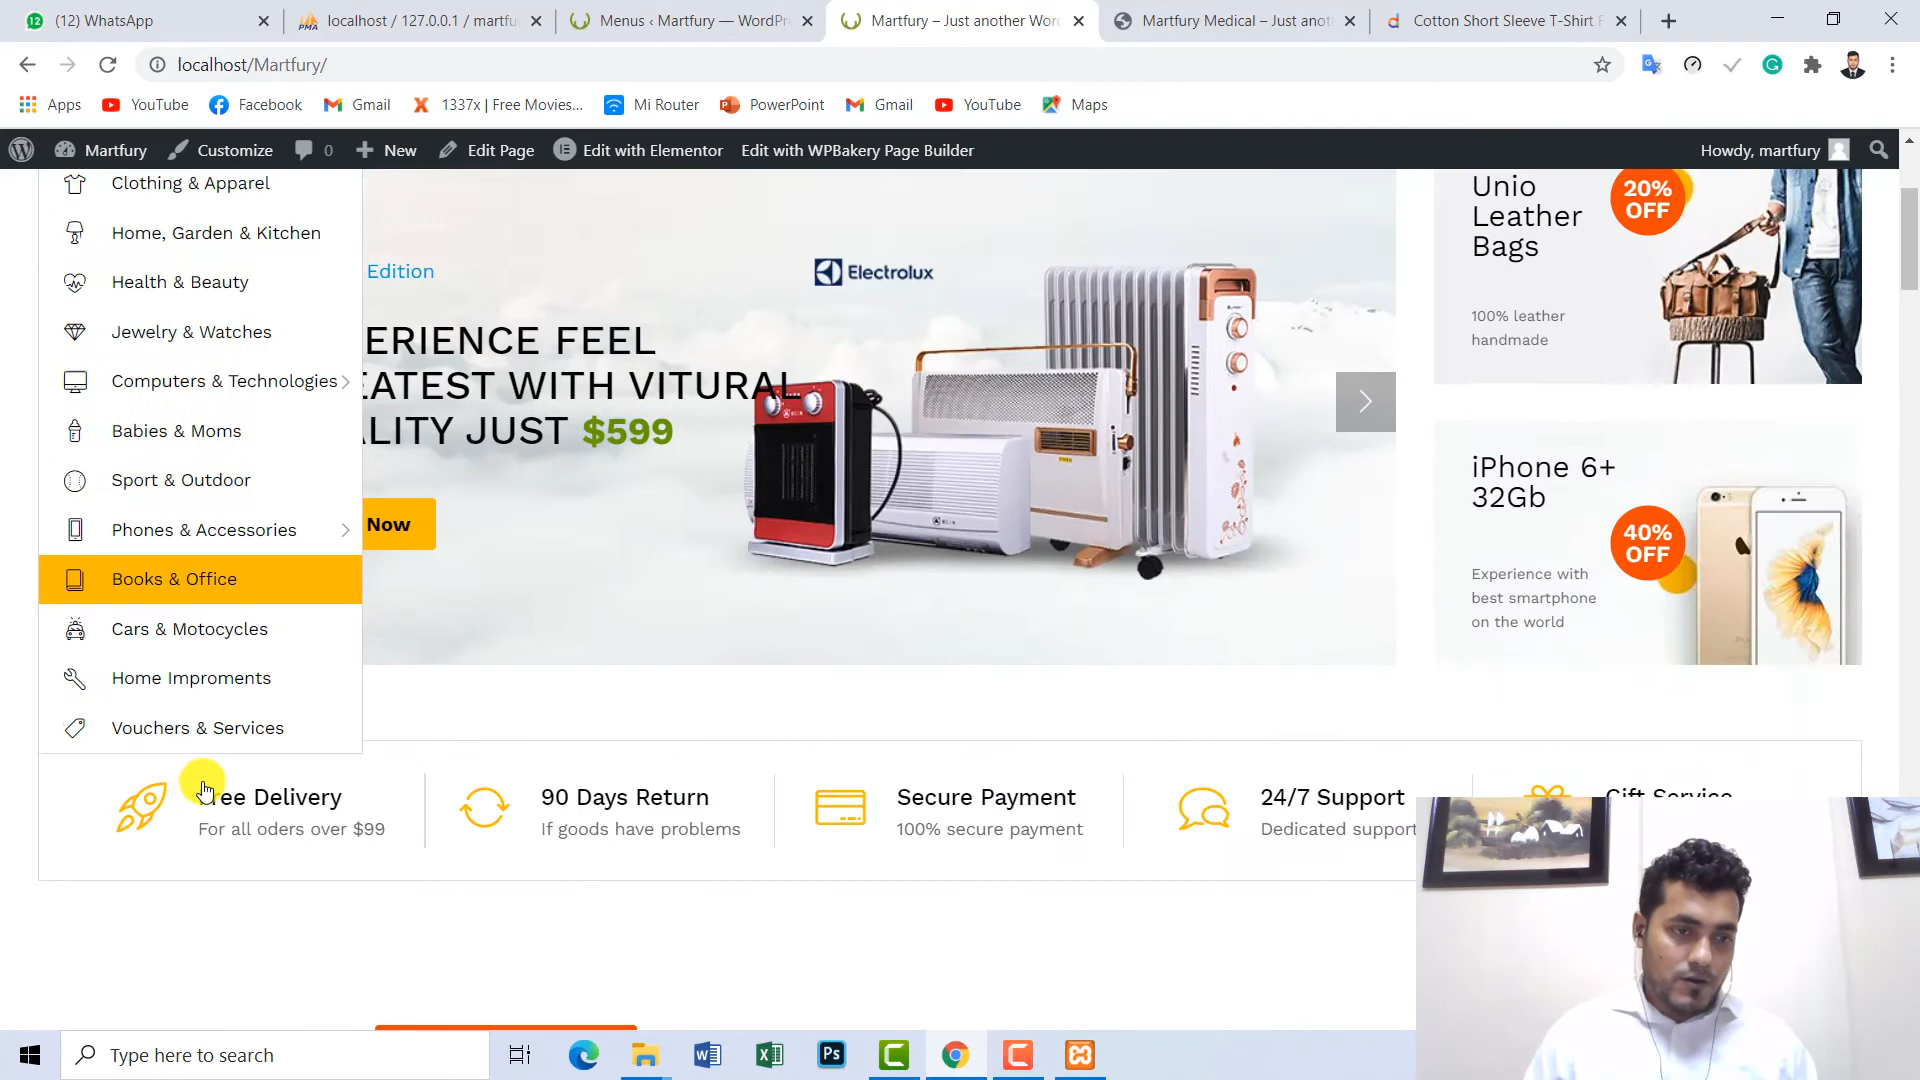 (12) WhatsApp
localhost / 127.0.0.1 / martfu
Menus ‹ Martfury — WordPr
Martfury – Just another Wor
Martfury Medical – Just anot
Cotton Short Sleeve T-Shirt F
localhost/Martfury/
Apps
YouTube
Facebook
Gmail
1337x | Free Movies...
Mi Router
PowerPoint
Gmail
YouTube
Maps
Martfury
Customize
0
New
Edit Page
Edit with Elementor
Edit with WPBakery Page Builder
Howdy, martfury
Clothing & Apparel
Home, Garden & Kitchen
Health & Beauty
Jewelry & Watches
Computers & Technologies
Babies & Moms
Sport & Outdoor
Phones & Accessories
Books & Office
Cars & Motocycles
Home Improments
Vouchers & Services
Edition
ERIENCE FEEL
EATEST WITH VITURAL
ALITY JUST $599
Now
Electrolux
Unio
Leather
Bags
20%
OFF
100% leather
handmade
iPhone 6+
32Gb
40%
OFF
Experience with
best smartphone
on the world
Free Delivery
For all oders over $99
90 Days Return
If goods have problems
Secure Payment
100% secure payment
24/7 Support
Dedicated support
Gift Service
Type here to search